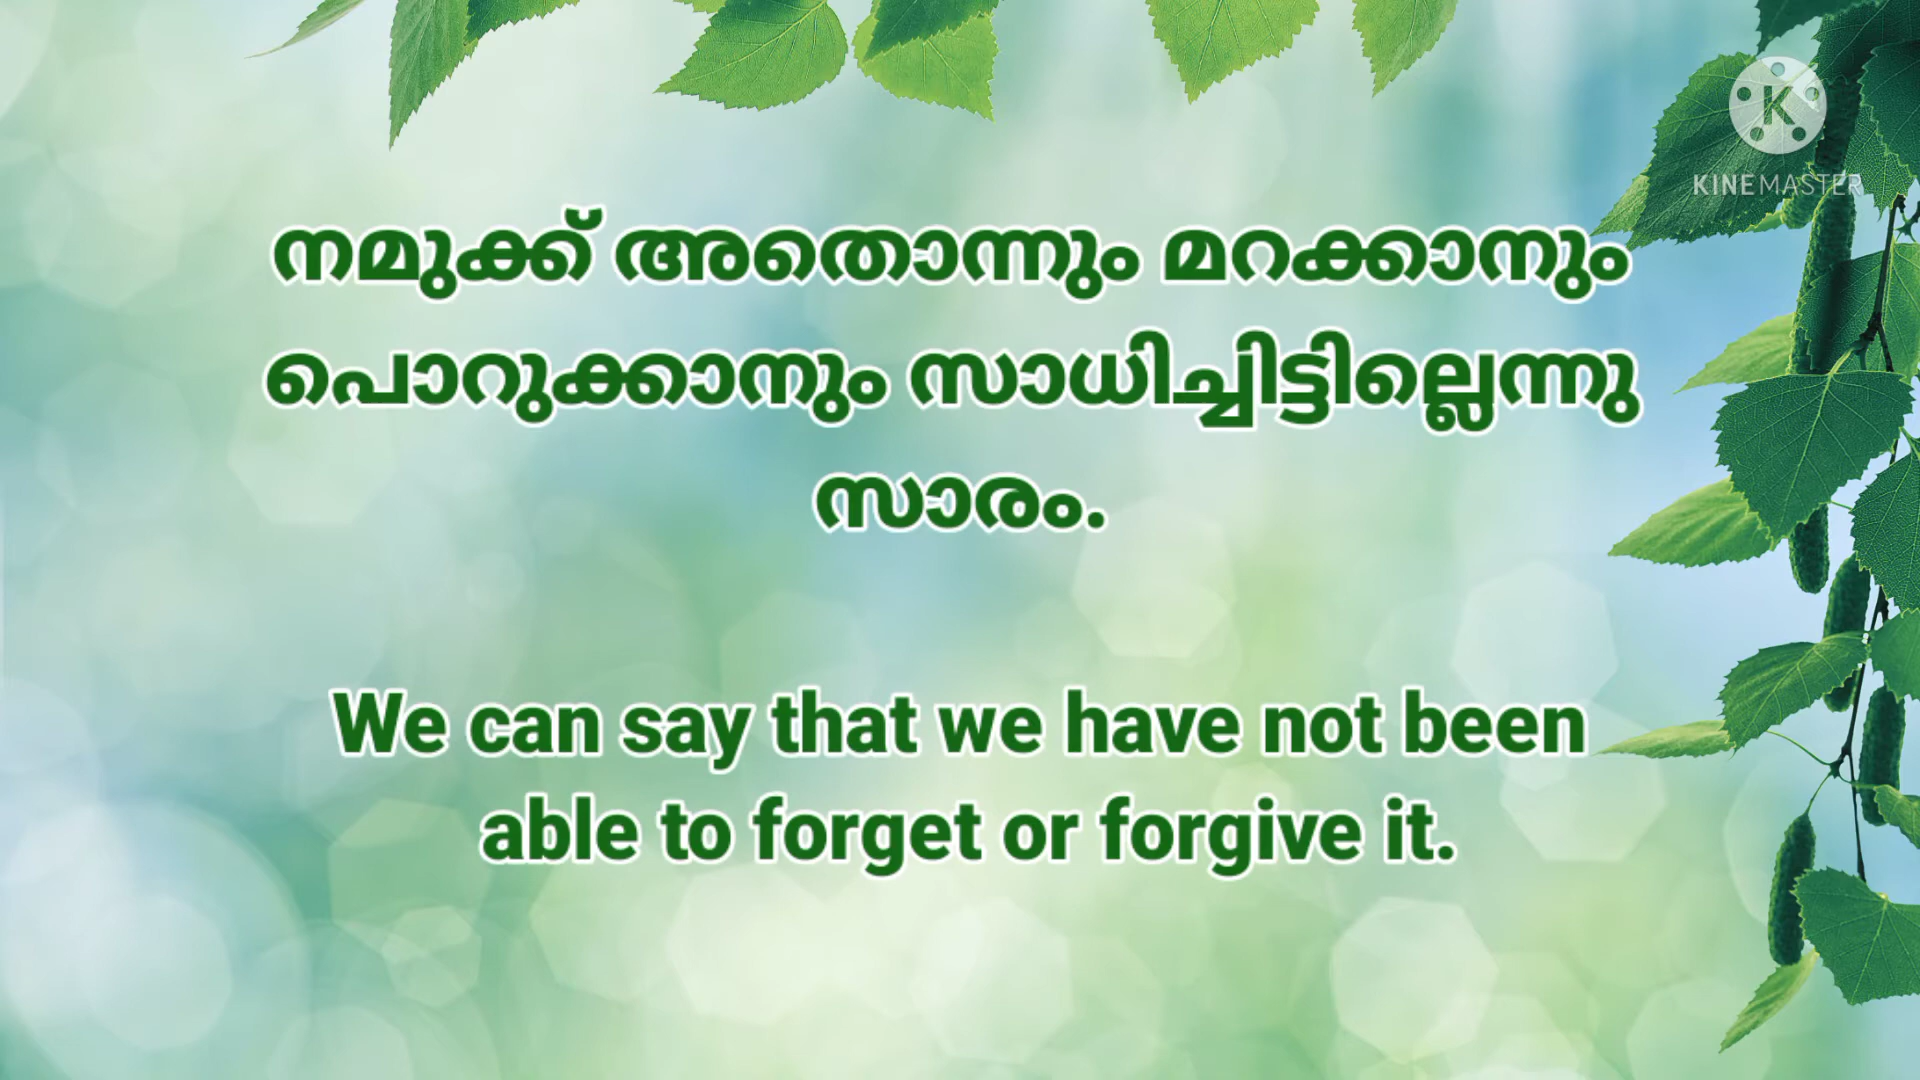 KINEMASTER
നമുക്ക് അതൊന്നും മറക്കാനും
പൊറുക്കാനും സാധിച്ചിട്ടില്ലെന്നു
സാരം.
We can say that we have not been
able to forget or forgive it.